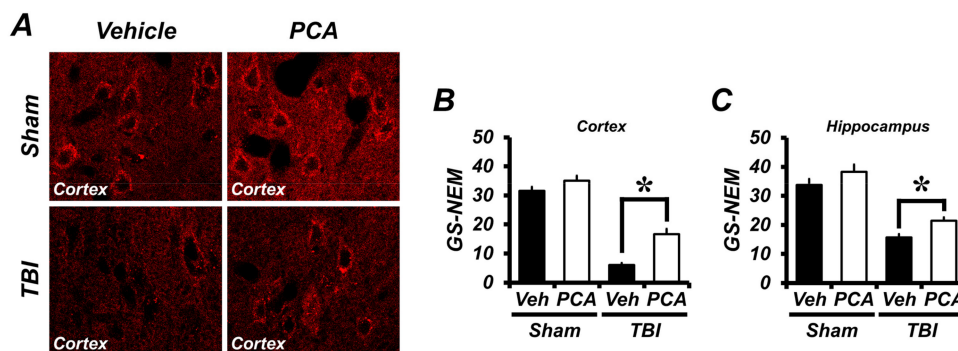 A
Vehicle
PCA
Sham
Cortex
Cortex
TBI
Cortex
Cortex
B
Cortex
GS-NEM
50
40
30
20
10
0
Veh PCA Veh PCA
Sham TBI
*
C
Hippocampus
GS-NEM
50
40
30
20
10
0
Veh PCA Veh PCA
Sham TBI
*